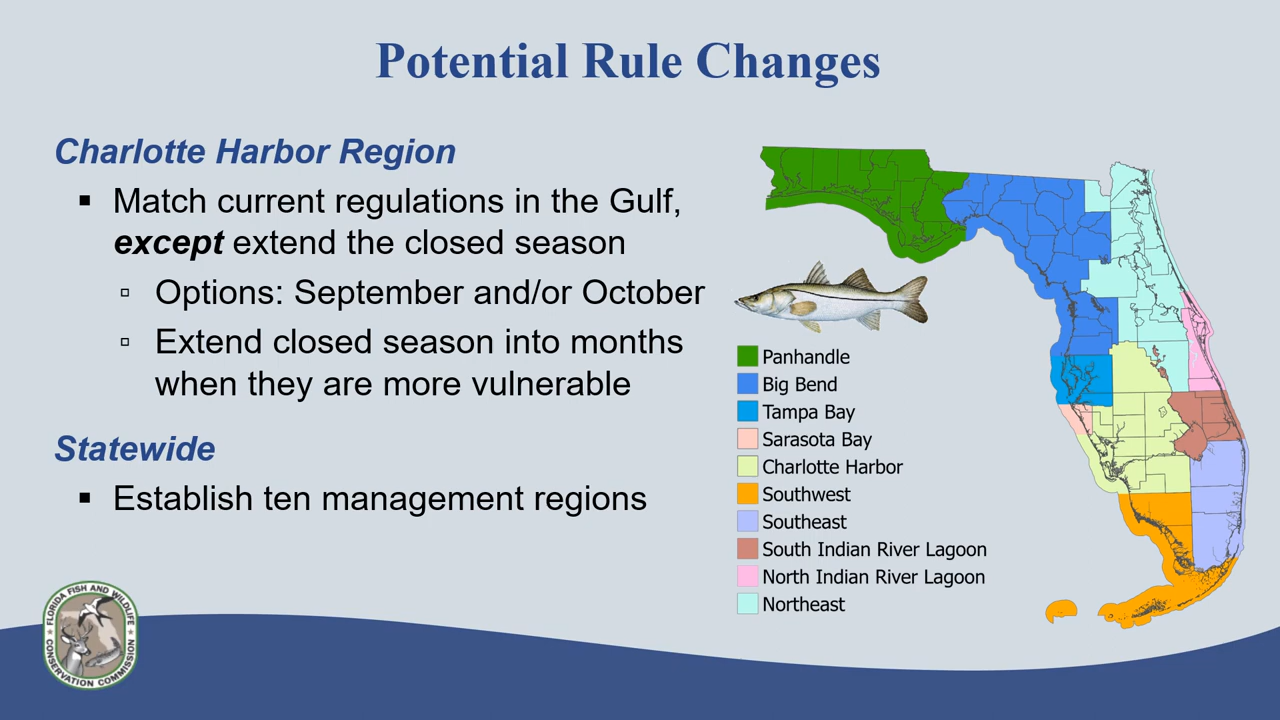 Potential Rule Changes
Charlotte Harbor Region
▪ Match current regulations in the Gulf,
except extend the closed season
▫ Options: September and/or October
▫ Extend closed season into months
when they are more vulnerable
Statewide
▪ Establish ten management regions
Panhandle
Big Bend
Tampa Bay
Sarasota Bay
Charlotte Harbor
Southwest
Southeast
South Indian River Lagoon
North Indian River Lagoon
Northeast
FLORIDA FISH AND WILDLIFE
CONSERVATION COMMISSION